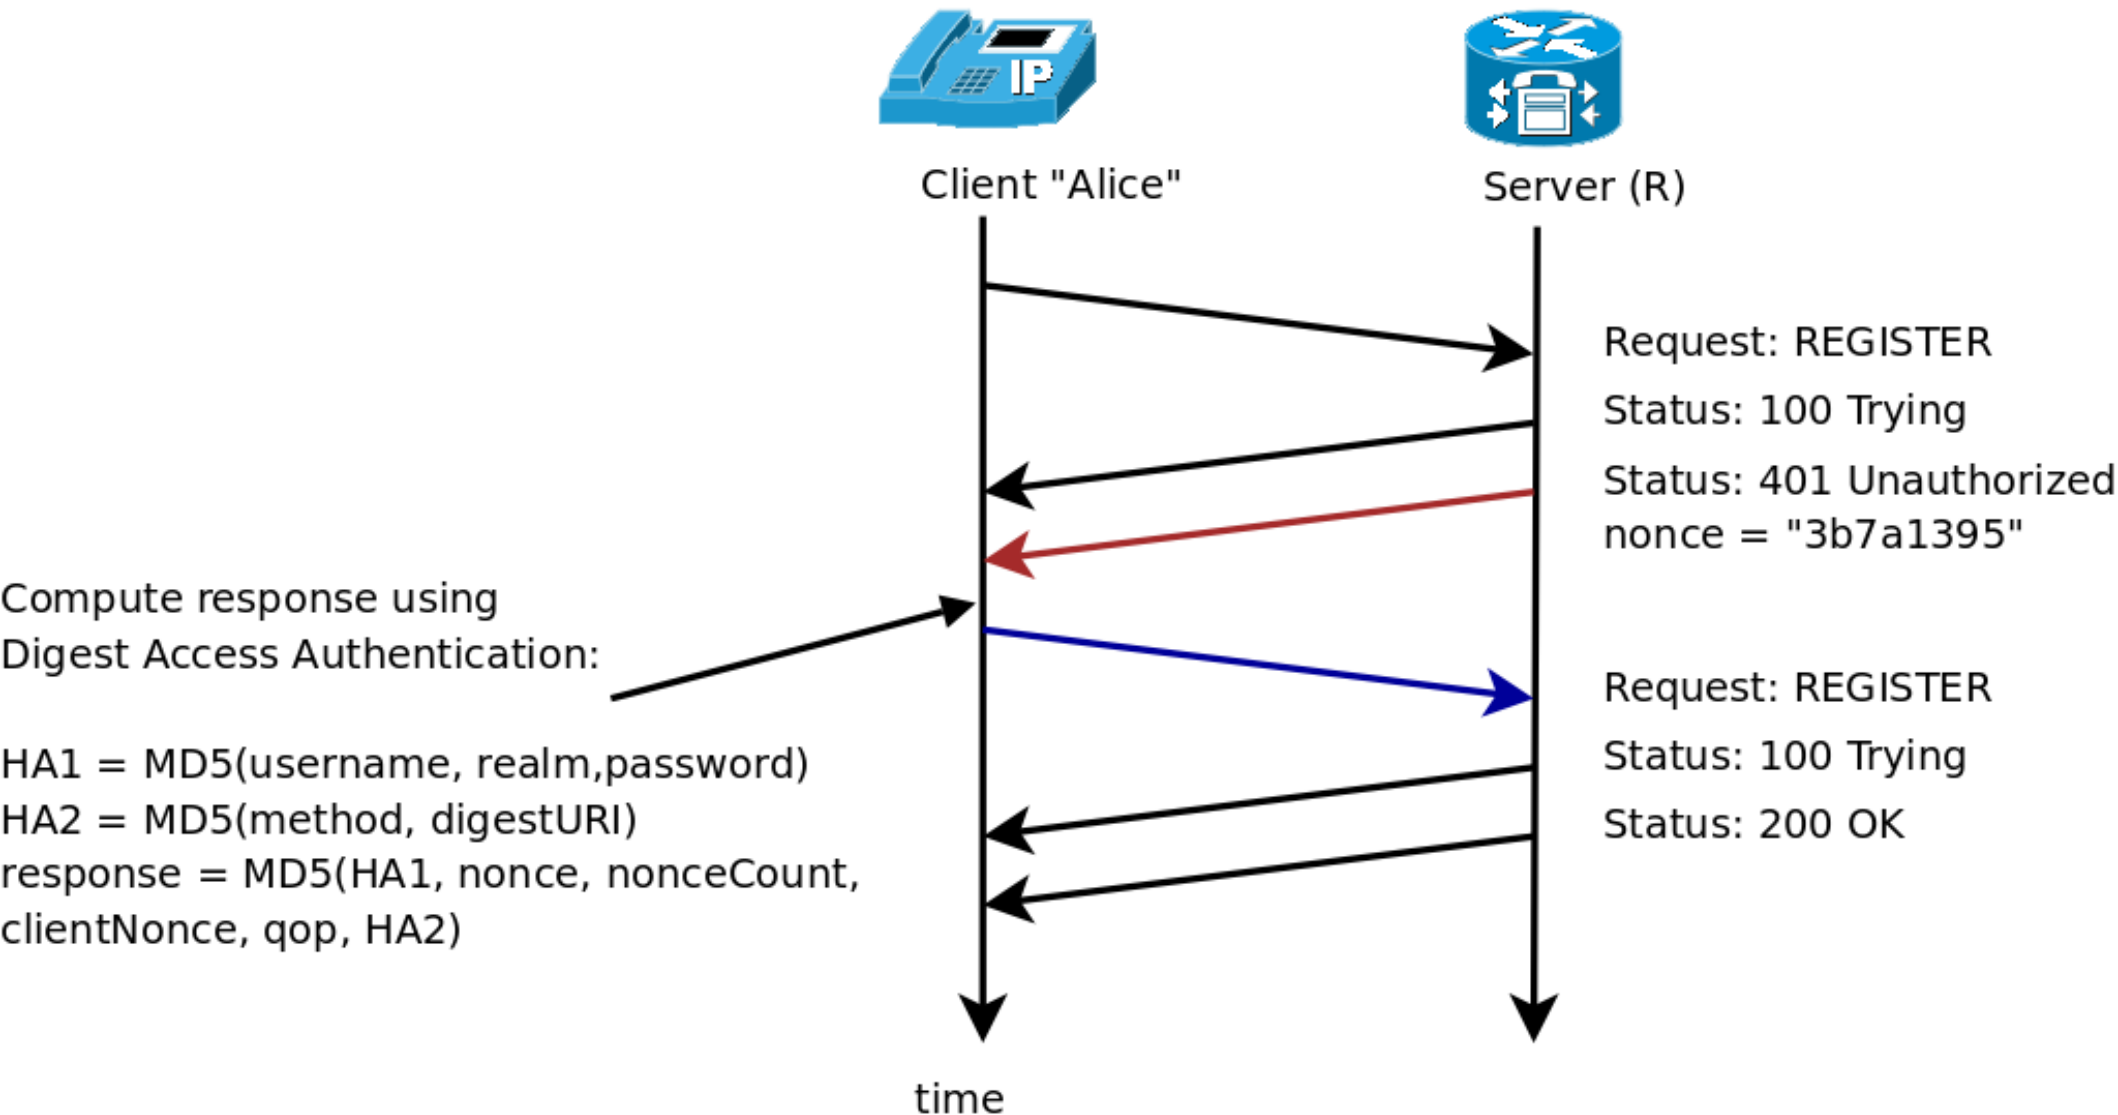 IP
Client "Alice"
Server (R)
Request: REGISTER
Status: 100 Trying
Status: 401 Unauthorized
nonce = "3b7a1395"
Compute response using
Digest Access Authentication:
HA1 = MD5(username, realm,password)
HA2 = MD5(method, digestURI)
response = MD5(HA1, nonce, nonceCount,
clientNonce, qop, HA2)
Request: REGISTER
Status: 100 Trying
Status: 200 OK
time